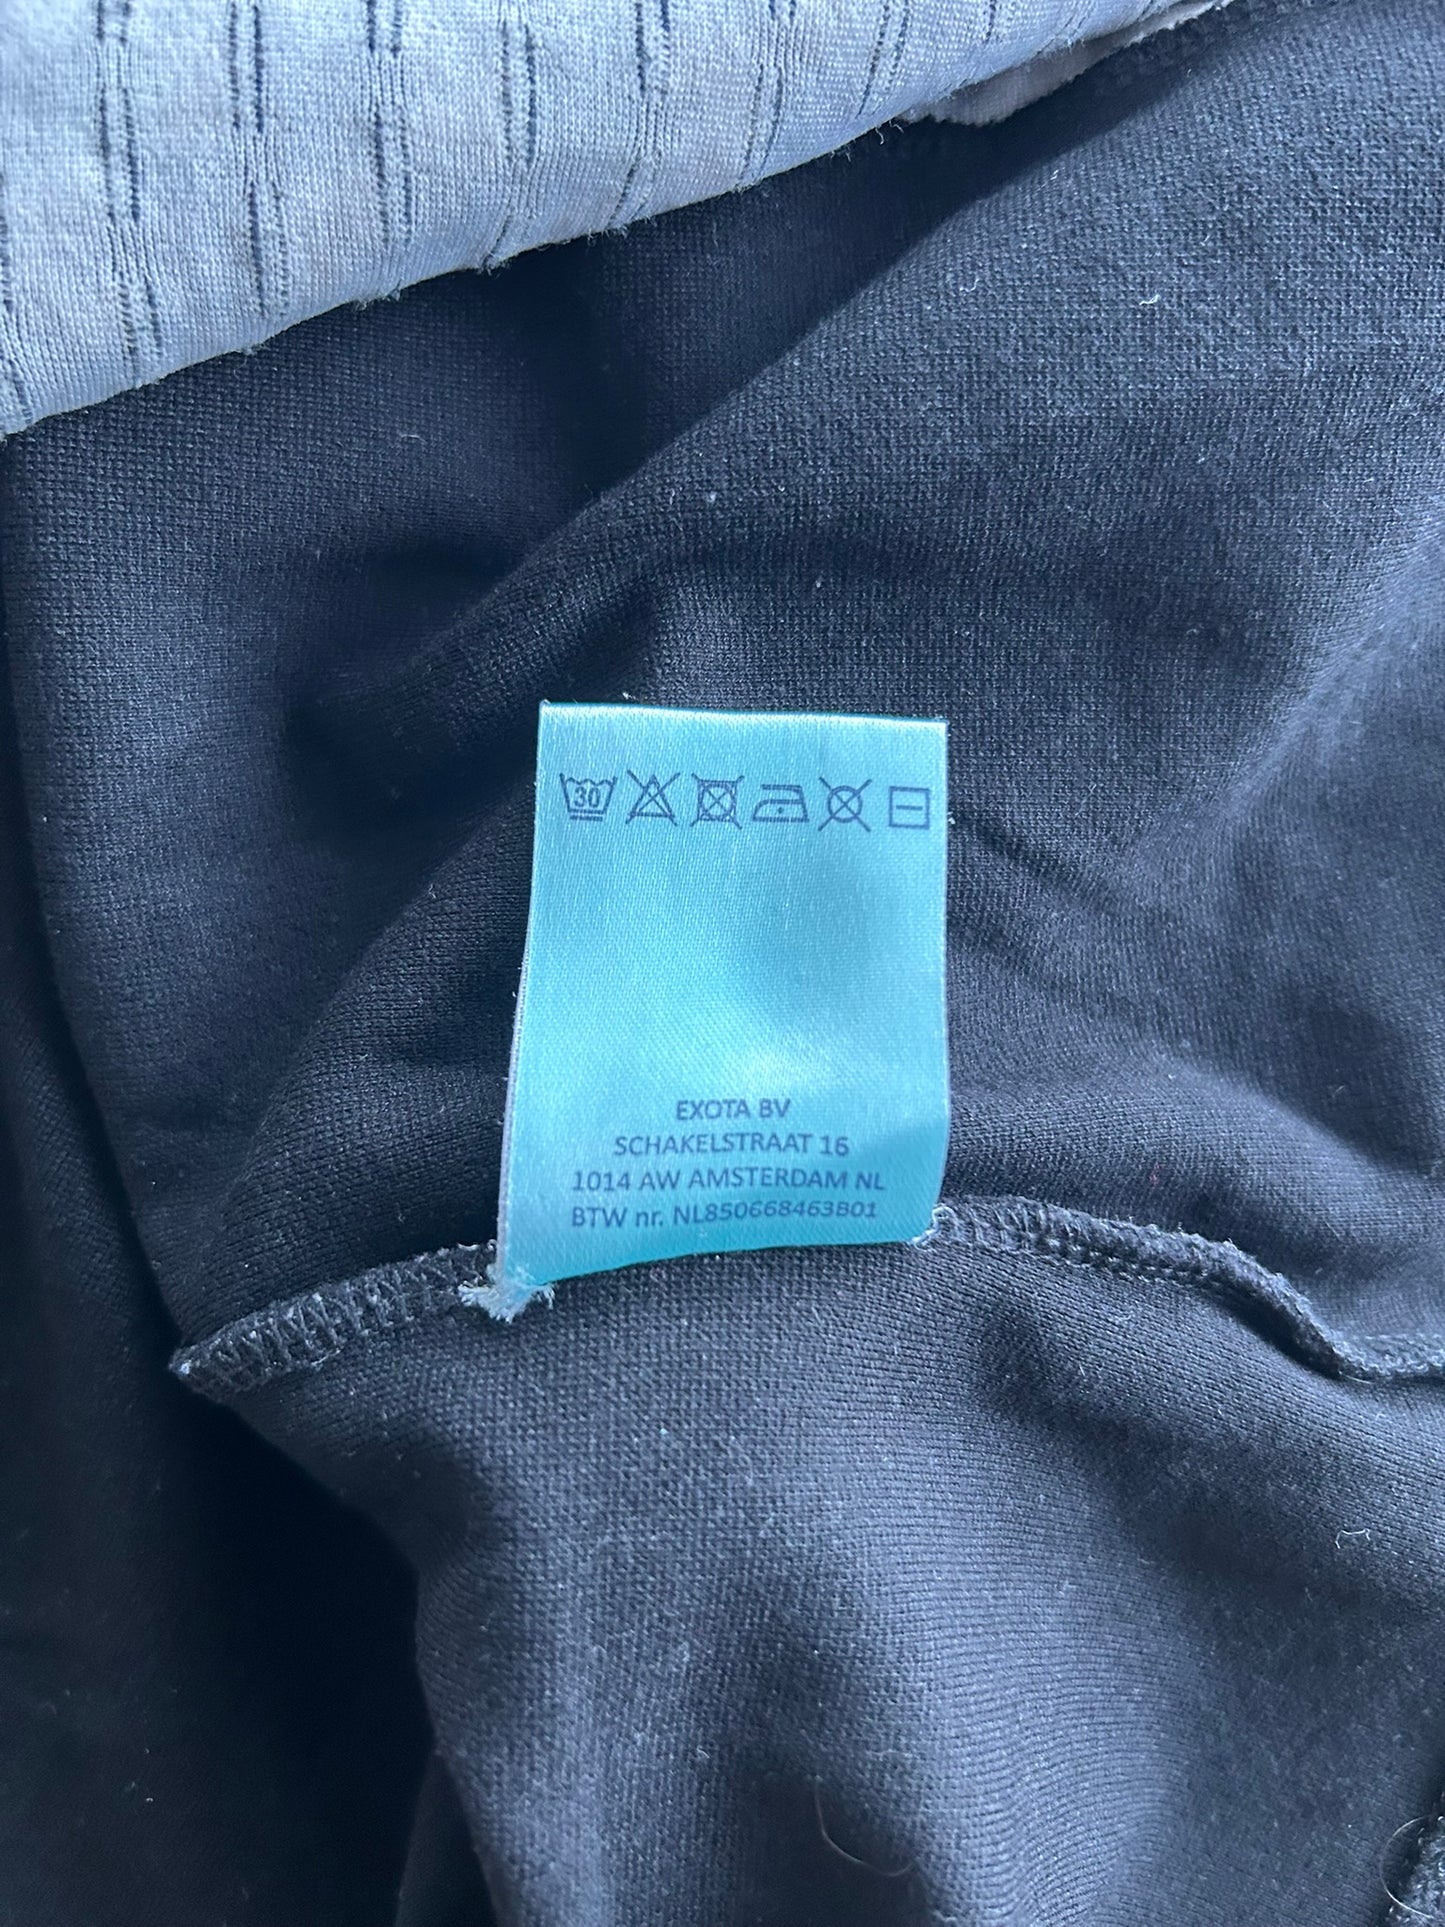 30
EXOTA BV
SCHAKELSTRAAT 16
1014 AW AMSTERDAM NL
BTW nr. NL850668463B01